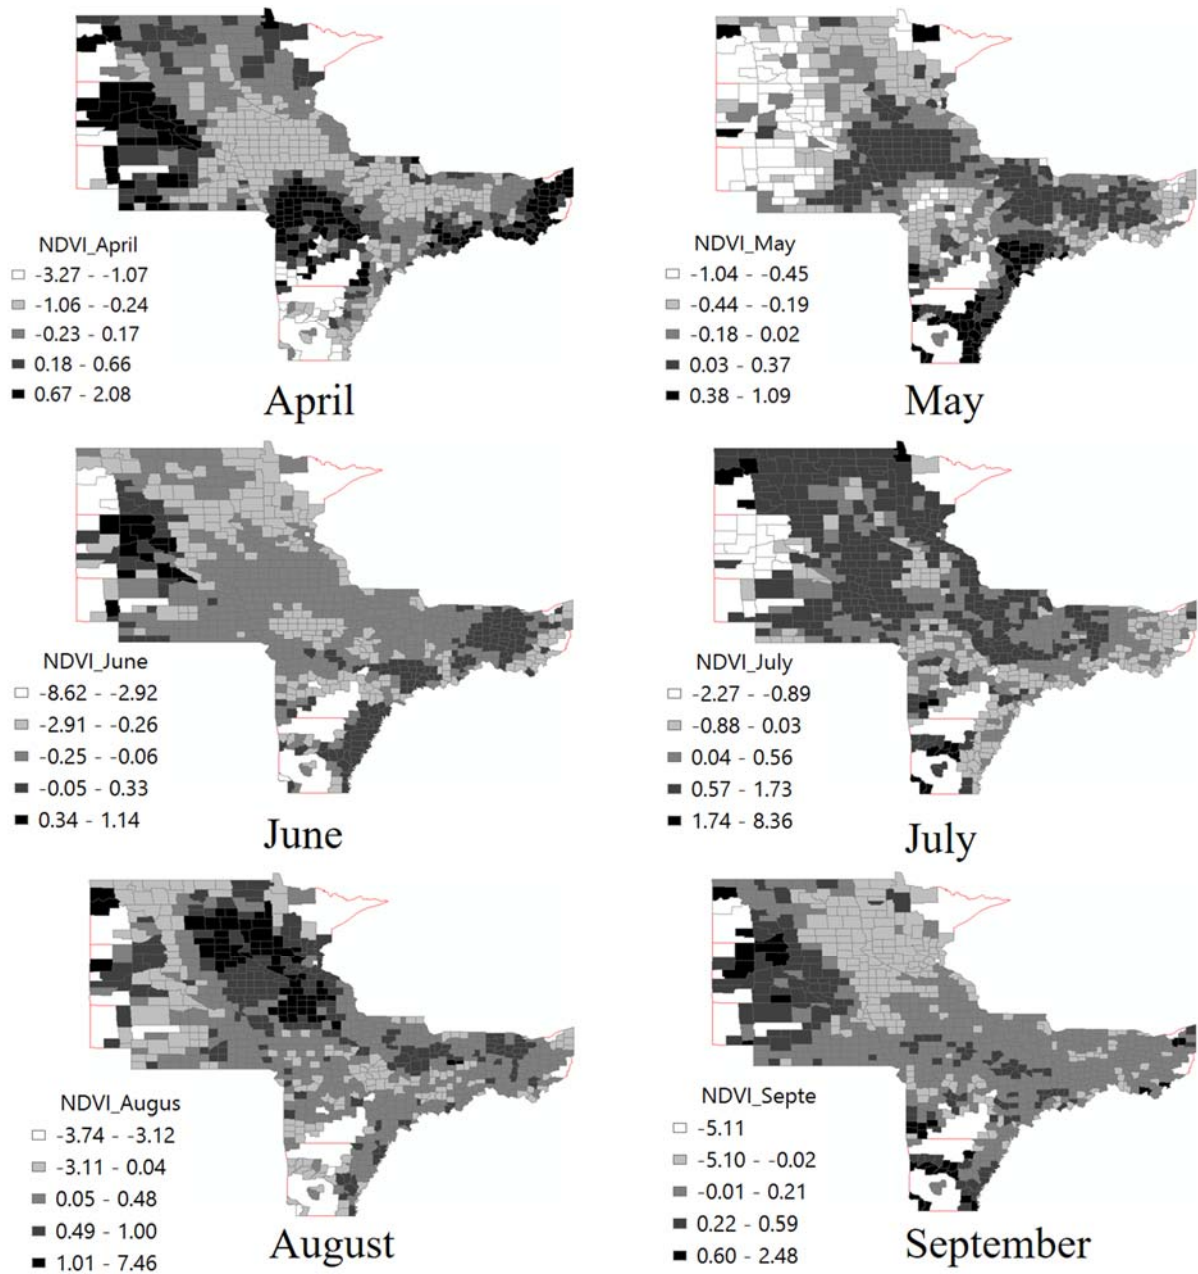 NDVI_April
-3.27 - -1.07
-1.06 - -0.24
-0.23 - 0.17
0.18 - 0.66
0.67 - 2.08
April
NDVI_May
-1.04 - -0.45
-0.44 - -0.19
-0.18 - 0.02
0.03 - 0.37
0.38 - 1.09
May
NDVI_June
-8.62 - -2.92
-2.91 - -0.26
-0.25 - -0.06
-0.05 - 0.33
0.34 - 1.14
June
NDVI_July
-2.27 - -0.89
-0.88 - 0.03
0.04 - 0.56
0.57 - 1.73
1.74 - 8.36
July
NDVI_Augus
-3.74 - -3.12
-3.11 - 0.04
0.05 - 0.48
0.49 - 1.00
1.01 - 7.46
August
NDVI_Septe
-5.11
-5.10 - -0.02
-0.01 - 0.21
0.22 - 0.59
0.60 - 2.48
September